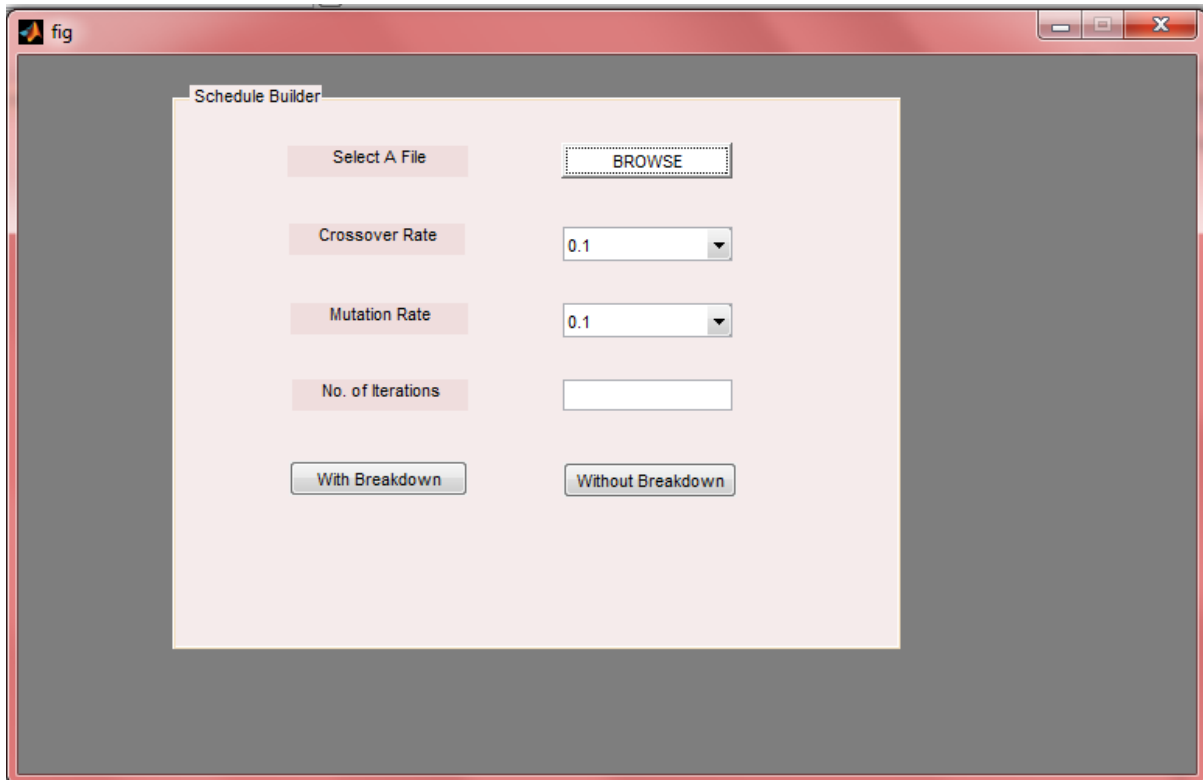 fig
Schedule Builder
Select A File
BROWSE
Crossover Rate
0.1
Mutation Rate
0.1
No. of Iterations
With Breakdown
Without Breakdown